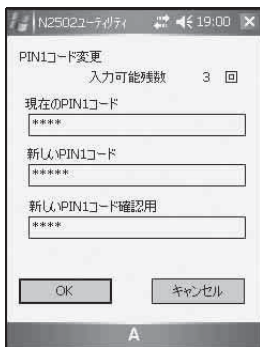 N2502ユーティリティ 19:00
PIN1コード変更
入力可能残数 3 回
現在のPIN1コード
****
新しいPIN1コード
*****
新しいPIN1コード確認用
****
OK キャンセル
A